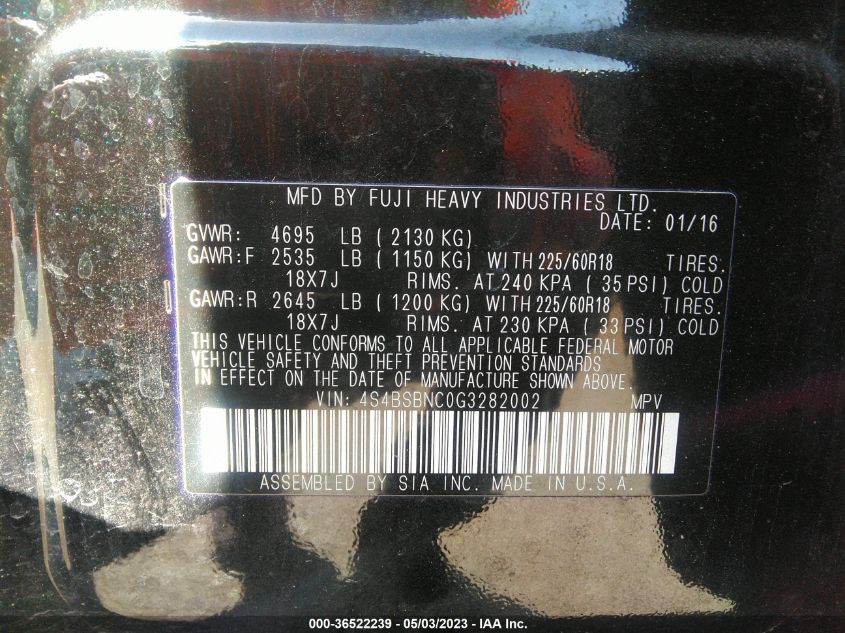 MFD BY FUJI HEAVY INDUSTRIES LTD.
DATE: 01/16
GVWR: 4695 LB ( 2130 KG)
GAWR:F 2535 LB ( 1150 KG) WITH 225/60R18 TIRES.
18X7J RIMS. AT 240 KPA ( 35 PSI) COLD
GAWR:R 2645 LB ( 1200 KG) WITH 225/60R18 TIRES.
18X7J RIMS. AT 230 KPA ( 33 PSI) COLD
THIS VEHICLE CONFORMS TO ALL APPLICABLE FEDERAL MOTOR
VEHICLE SAFETY AND THEFT PREVENTION STANDARDS
IN EFFECT ON THE DATE OF MANUFACTURE SHOWN ABOVE.
VIN: 4S4BSBNC0G3282002 MPV
ASSEMBLED BY SIA INC. MADE IN U.S.A.
000-36522239 - 05/03/2023 - IAA Inc.